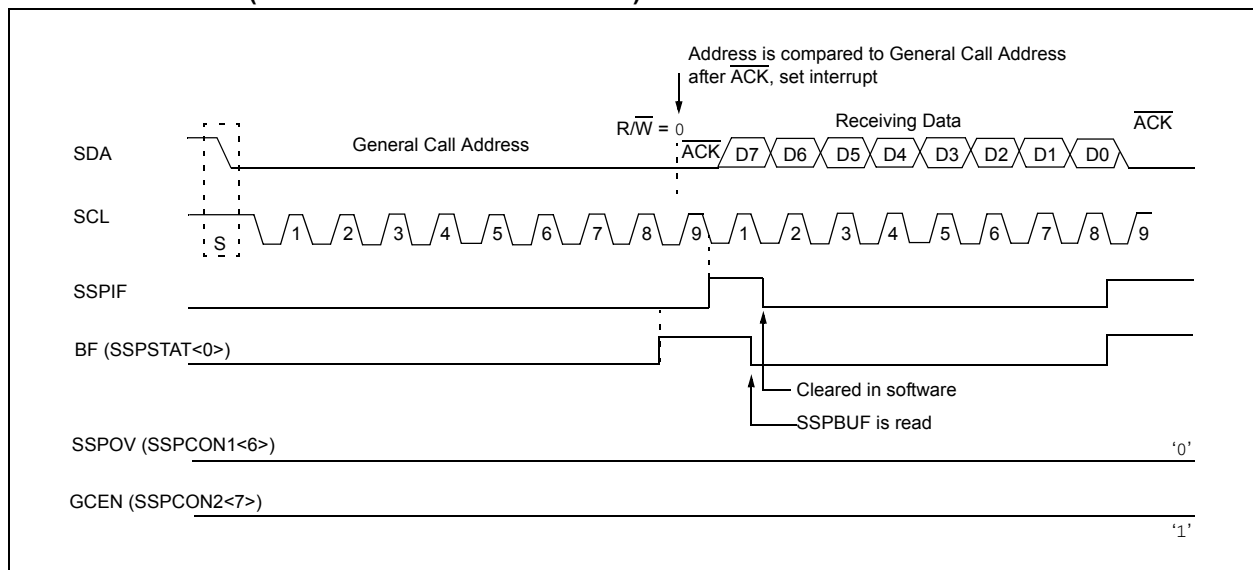 Address is compared to General Call Address
after ACK, set interrupt
R/W = 0
Receiving Data
ACK
General Call Address
ACK
SDA
D7 D6 D5 D4 D3 D2 D1 D0
SCL
S
1 2 3 4 5 6 7 8 9 1 2 3 4 5 6 7 8 9
SSPIF
BF (SSPSTAT<0>)
Cleared in software
SSPBUF is read
SSPOV (SSPCON1<6>)
‘0’
GCEN (SSPCON2<7>)
‘1’